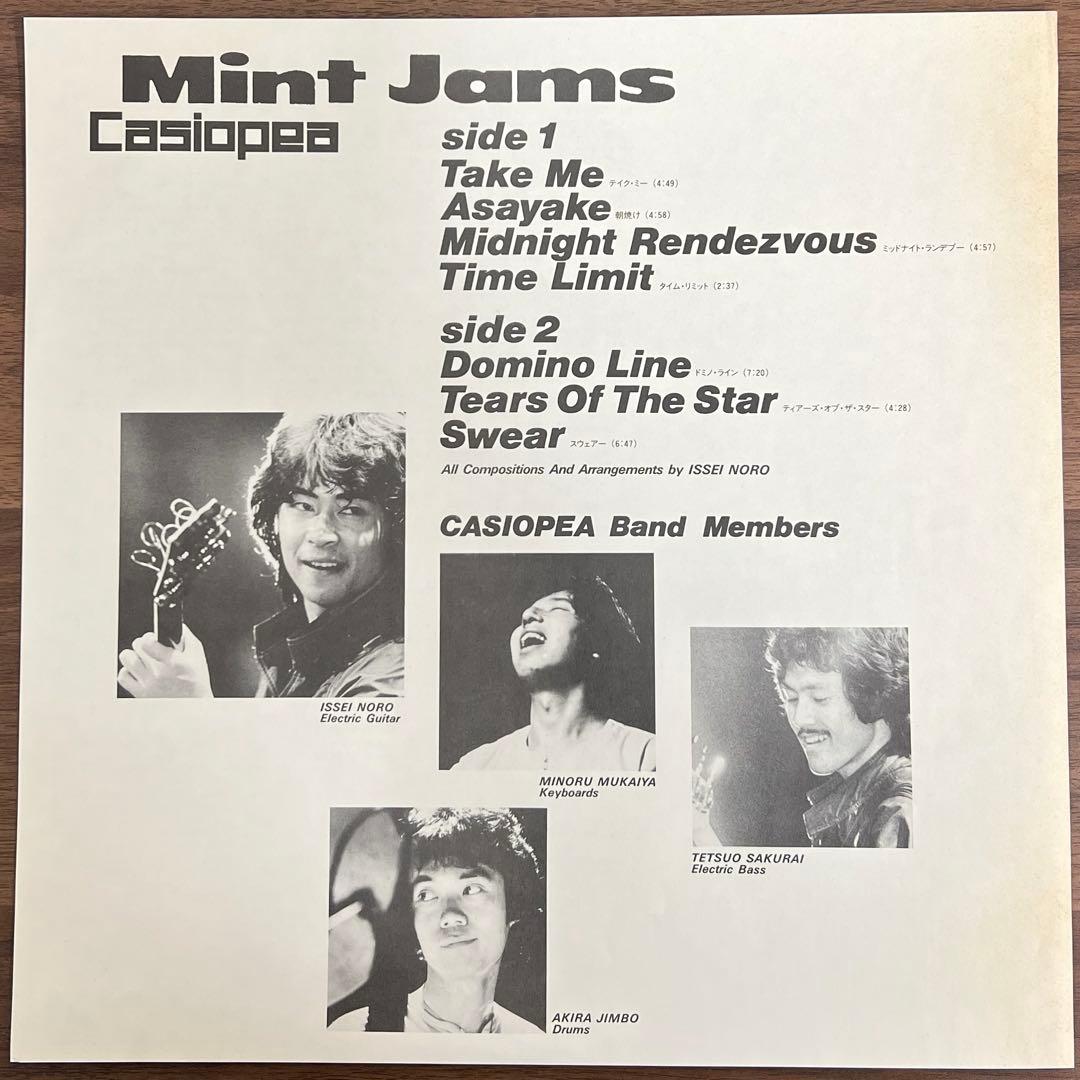 Mint Jams
Casiopea
side 1
Take Me テイク・ミー (4:49)
Asayake 朝焼け (4:58)
Midnight Rendezvous ミッドナイト・ランデブー (4:57)
Time Limit タイム・リミット (2:37)
side 2
Domino Line ドミノ・ライン (7:20)
Tears Of The Star ティアーズ・オブ・ザ・スター (4:28)
Swear スウェアー (6:47)
All Compositions And Arrangements by ISSEI NORO
CASIOPEA Band Members
ISSEI NORO
Electric Guitar
MINORU MUKAIYA
Keyboards
TETSUO SAKURAI
Electric Bass
AKIRA JIMBO
Drums